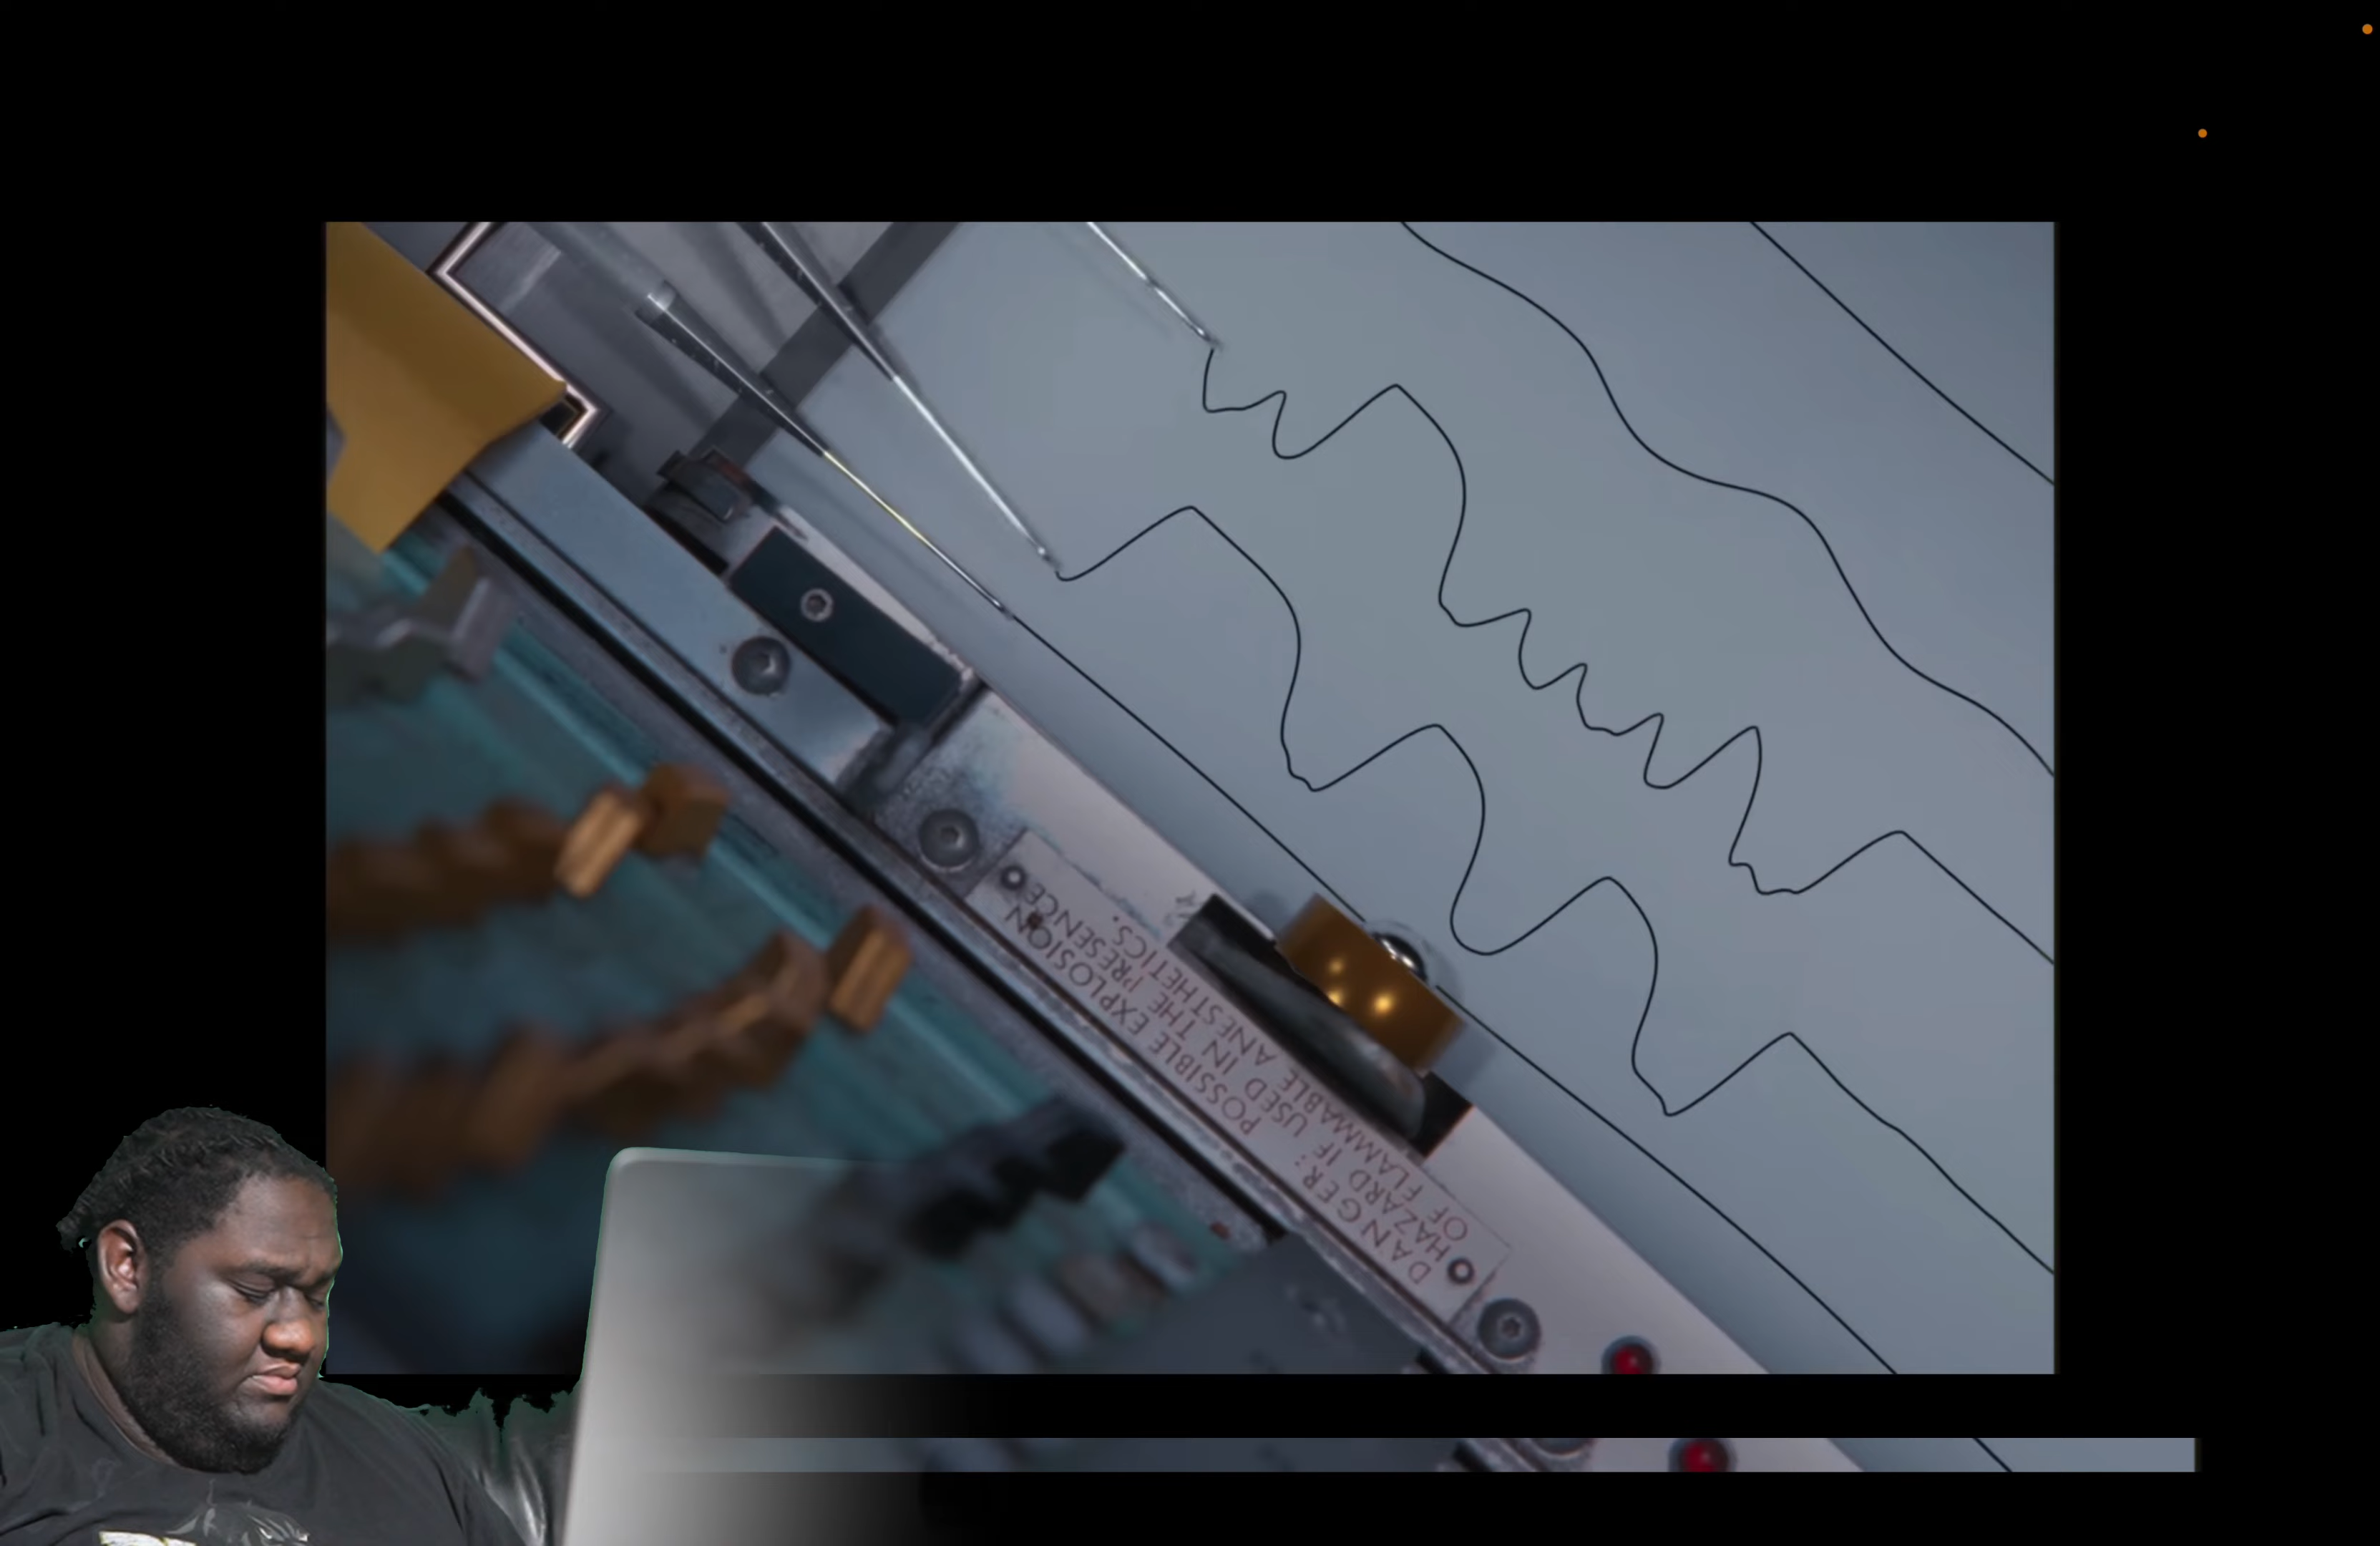 DANGER: POSSIBLE EXPLOSION
HAZARD IF USED IN THE PRESENCE
OF FLAMMABLE ANESTHETICS.